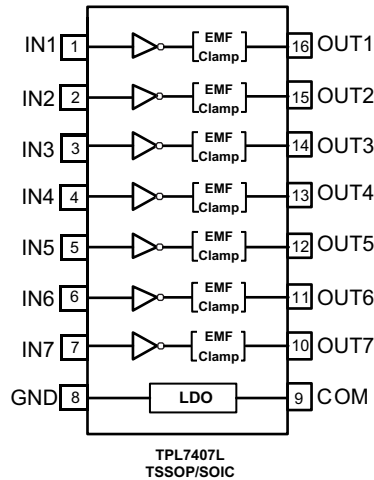 IN1 1 EMF Clamp 16 OUT1
IN2 2 EMF Clamp 15 OUT2
IN3 3 EMF Clamp 14 OUT3
IN4 4 EMF Clamp 13 OUT4
IN5 5 EMF Clamp 12 OUT5
IN6 6 EMF Clamp 11 OUT6
IN7 7 EMF Clamp 10 OUT7
GND 8 LDO 9 COM
TPL7407L
TSSOP/SOIC